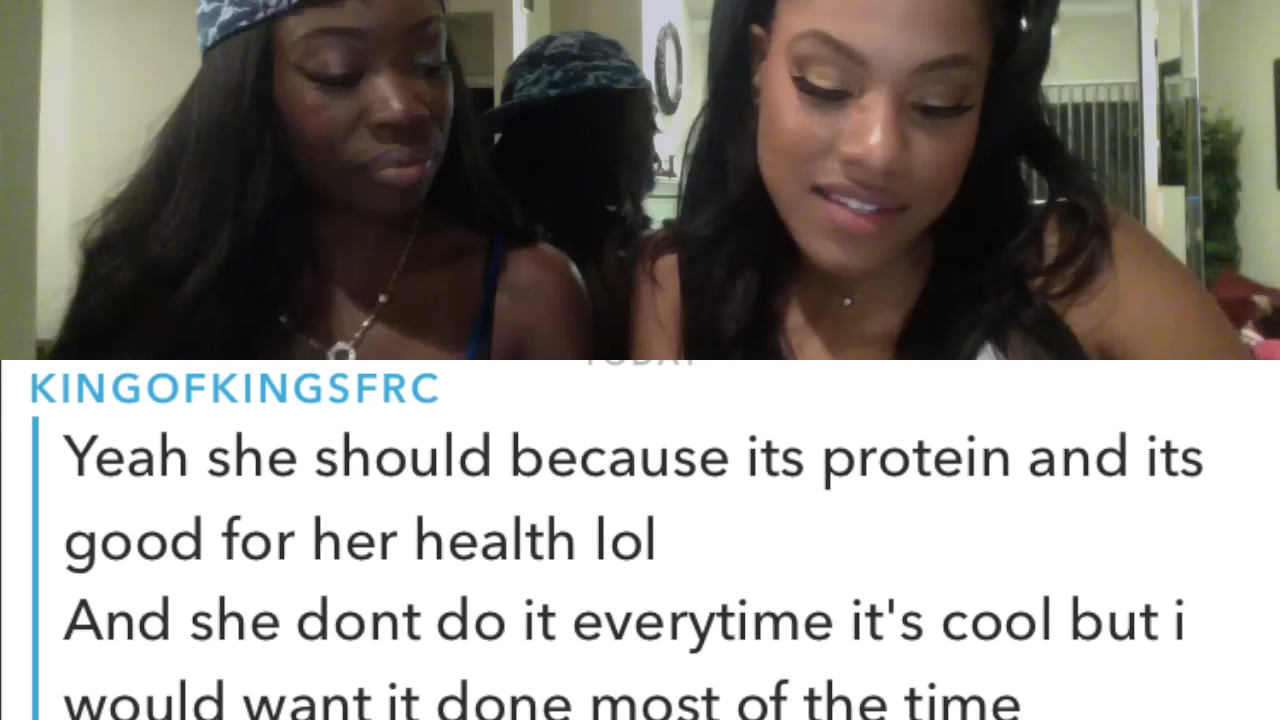 TODAY
KINGOFKINGSFRC
Yeah she should because its protein and its
good for her health lol
And she dont do it everytime it's cool but i
would want it done most of the time